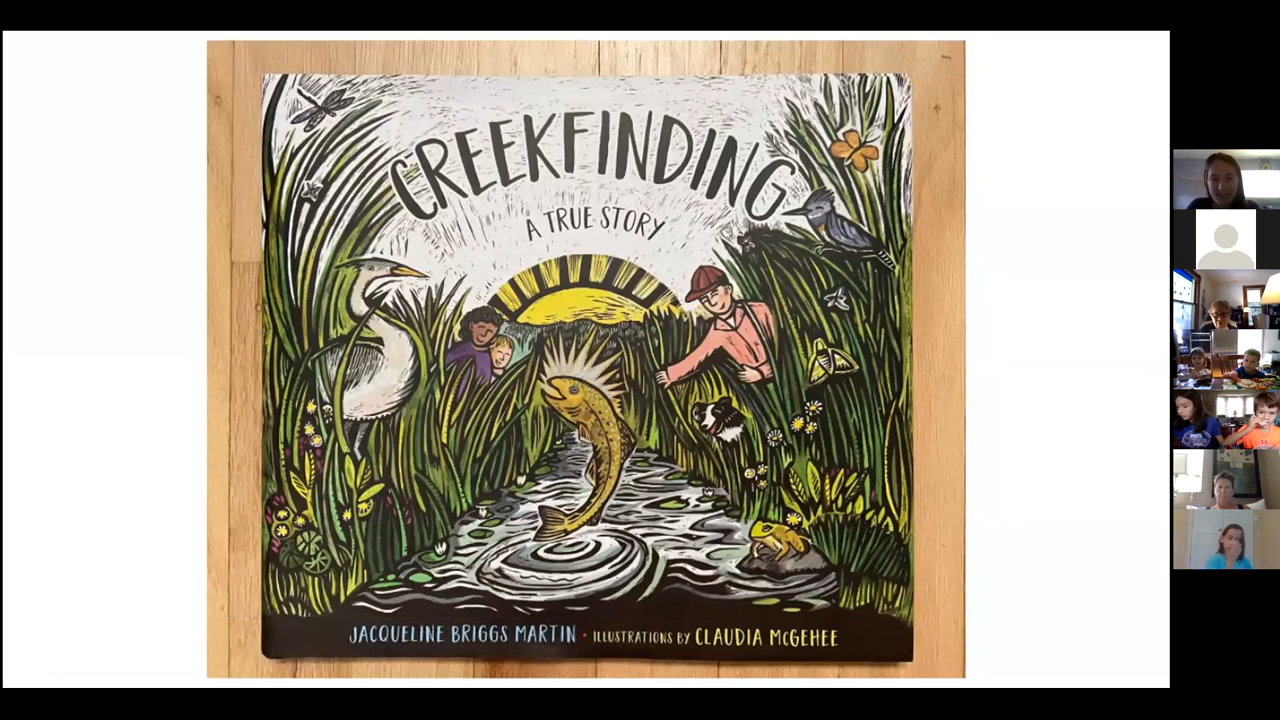 CREEKFINDING
A TRUE STORY
JACQUELINE BRIGGS MARTIN • ILLUSTRATIONS BY CLAUDIA McGEHEE